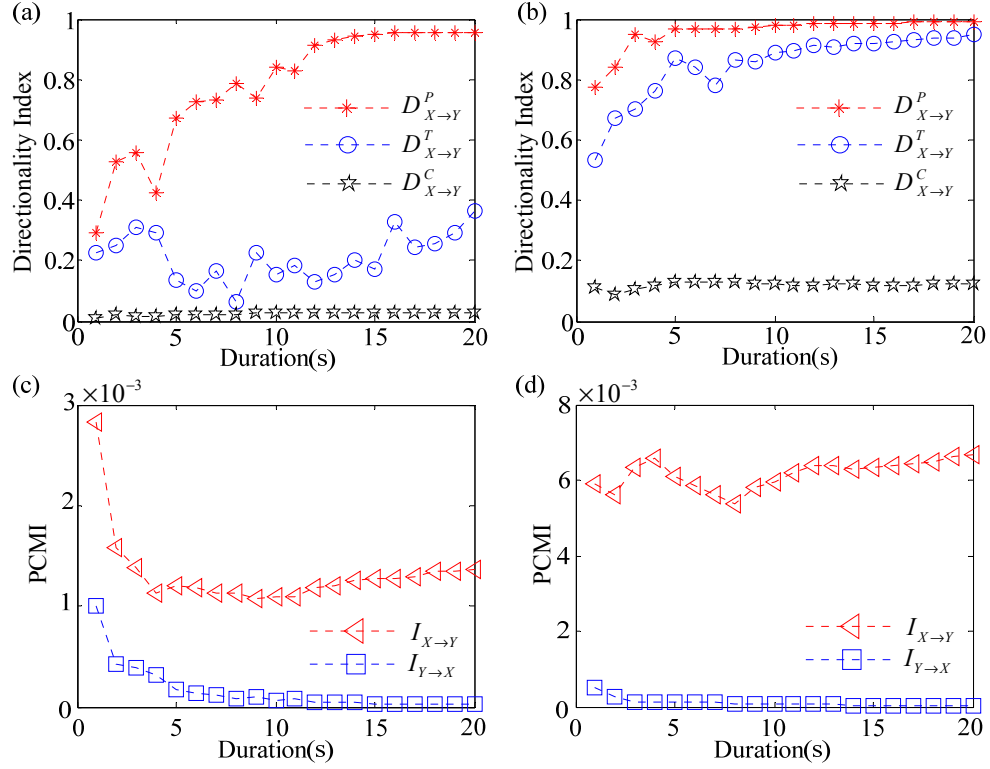 (a)
1
0.8
0.6
0.4
0.2
0
Directionality Index
D^P_{X→Y}
D^T_{X→Y}
D^C_{X→Y}
0 5 10 15 20
Duration(s)
(b)
1
0.8
0.6
0.4
0.2
0
Directionality Index
D^P_{X→Y}
D^T_{X→Y}
D^C_{X→Y}
0 5 10 15 20
Duration(s)
(c)
×10^{-3}
3
2
1
0
PCMI
I_{X→Y}
I_{Y→X}
0 5 10 15 20
Duration(s)
(d)
×10^{-3}
8
6
4
2
0
PCMI
I_{X→Y}
I_{Y→X}
0 5 10 15 20
Duration(s)